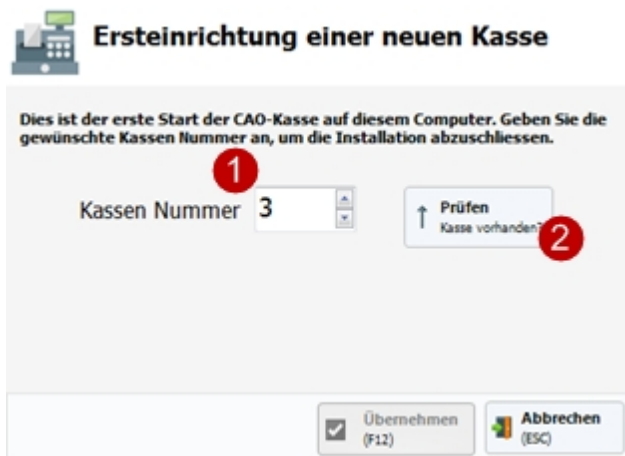 Ersteinrichtung einer neuen Kasse
Dies ist der erste Start der CAO-Kasse auf diesem Computer. Geben Sie die
gewünschte Kassen Nummer an, um die Installation abzuschliessen.
1
Kassen Nummer 3
Prüfen
Kasse vorhanden?
2
Übernehmen
(F12)
Abbrechen
(ESC)